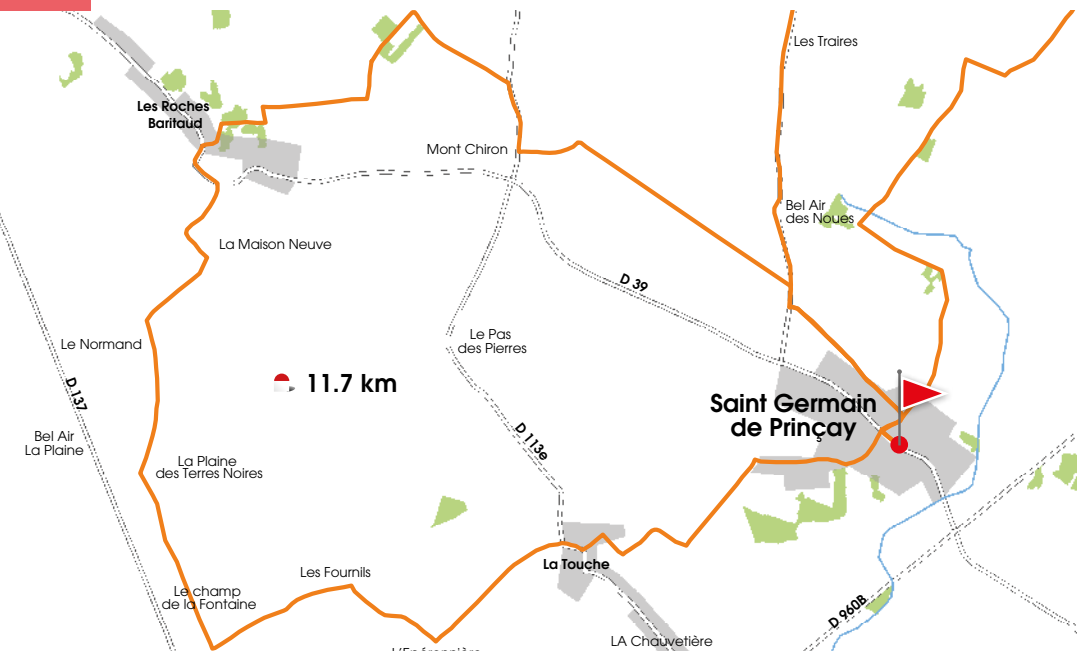 Les Traires
Les Roches
Baritaud
Mont Chiron
Bel Air
des Noues
La Maison Neuve
D 39
Le Normand
Le Pas
des Pierres
11.7 km
D 137
Saint Germain
de Prinçay
Bel Air
La Plaine
D 113e
La Plaine
des Terres Noires
La Touche
Les Fournils
Le champ
de la Fontaine
D 960B
LA Chauvetière